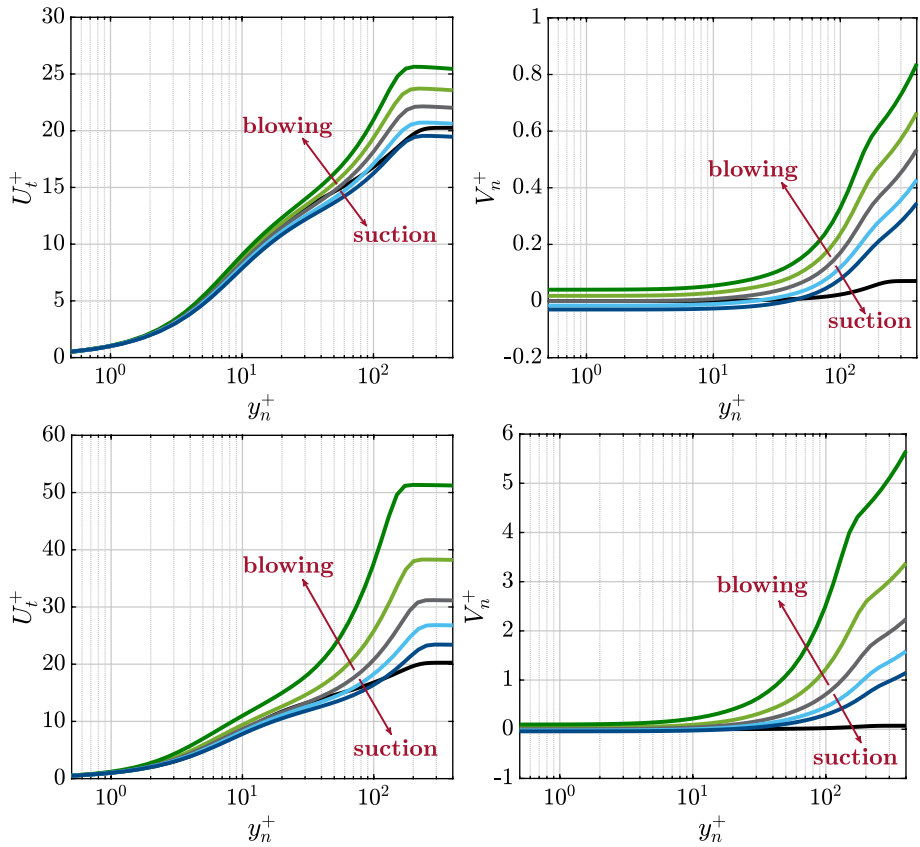 30
25
20
15
10
5
0
U_t^+
blowing
suction
10^0
10^1
10^2
y_n^+
1
0.8
0.6
0.4
0.2
0
-0.2
V_n^+
blowing
suction
10^0
10^1
10^2
y_n^+
60
50
40
30
20
10
0
U_t^+
blowing
suction
10^0
10^1
10^2
y_n^+
6
5
4
3
2
1
0
-1
V_n^+
blowing
suction
10^0
10^1
10^2
y_n^+